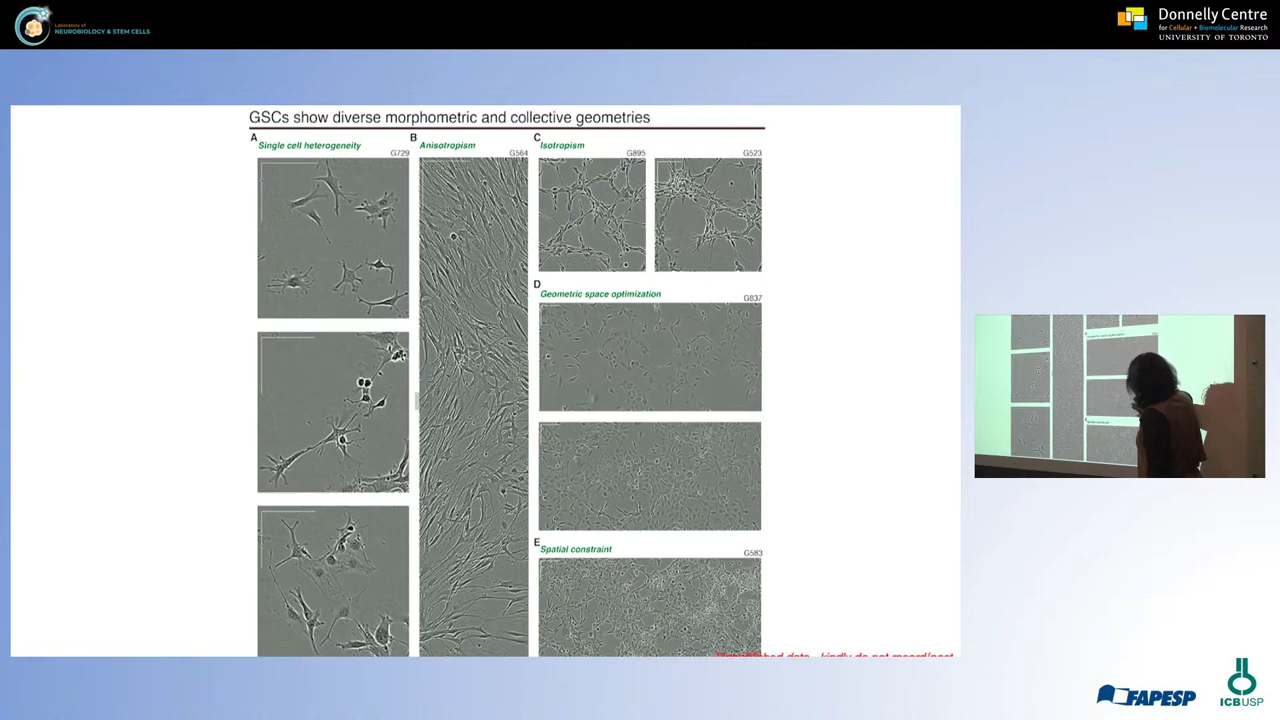 Laboratory of
NEUROBIOLOGY & STEM CELLS
Donnelly Centre
for Cellular + Biomolecular Research
UNIVERSITY OF TORONTO
GSCs show diverse morphometric and collective geometries
A
Single cell heterogeneity
G729
B
Anisotropism
G564
C
Isotropism
G895
G523
D
Geometric space optimization
G837
E
Spatial constraint
G583
Unpublished data - kindly do not record/post
FAPESP
ICBUSP